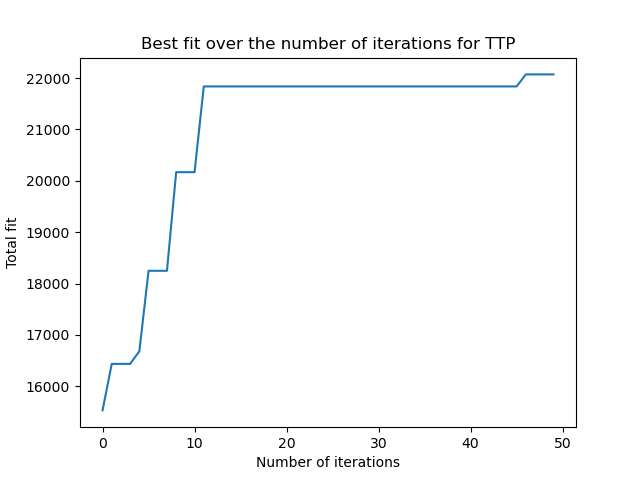 Best fit over the number of iterations for TTP
22000
21000
20000
19000
18000
17000
16000
Total fit
0 10 20 30 40 50
Number of iterations